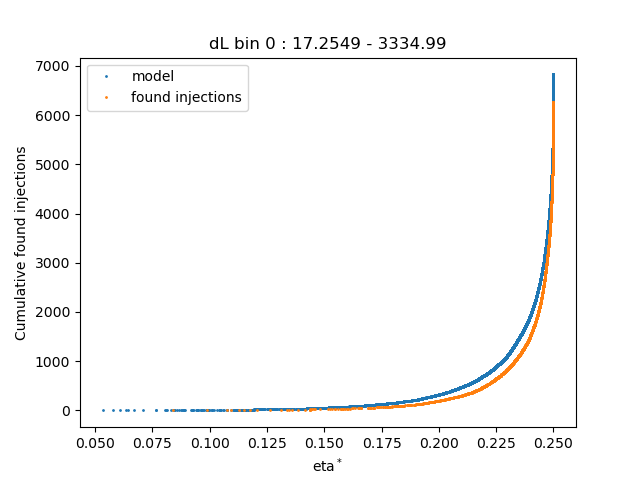 dL bin 0 : 17.2549 - 3334.99
model
found injections
7000
6000
5000
4000
3000
2000
1000
0
Cumulative found injections
0.050 0.075 0.100 0.125 0.150 0.175 0.200 0.225 0.250
eta*